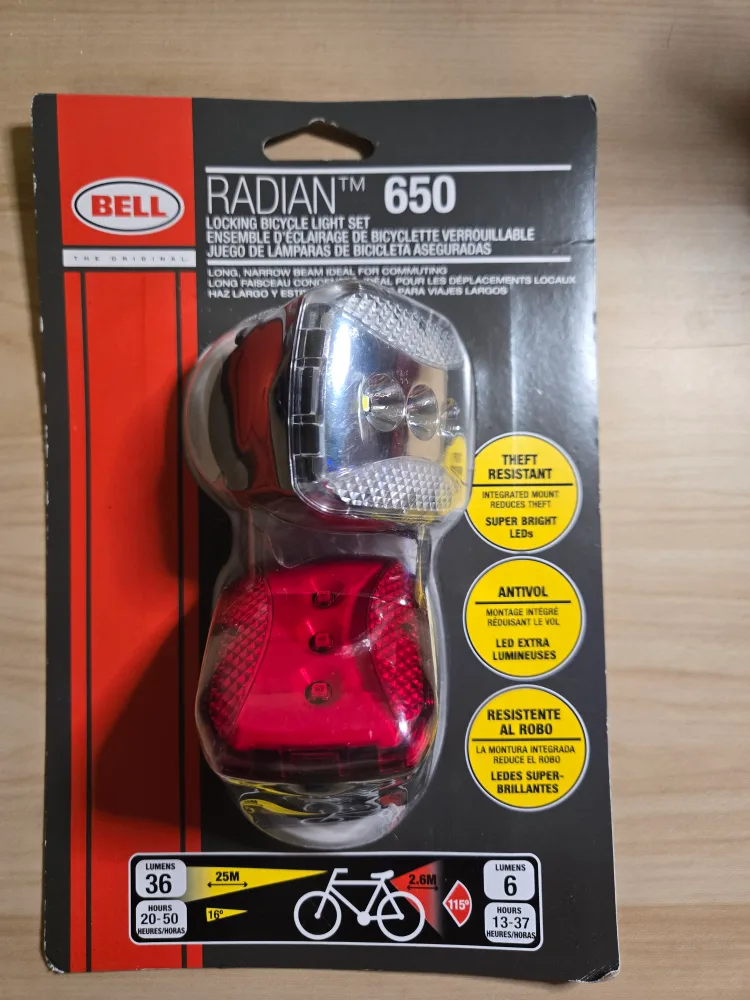 BELL
THE ORIGINAL
RADIAN™ 650
LOCKING BICYCLE LIGHT SET
ENSEMBLE D'ÉCLAIRAGE DE BICYCLETTE VERROUILLABLE
JUEGO DE LÁMPARAS DE BICICLETA ASEGURADAS
LONG, NARROW BEAM IDEAL FOR COMMUTING
LONG FAISCEAU POUR LES DÉPLACEMENTS LOCAUX
HAZ LARGO Y PARA VIAJES LARGOS
THEFT
RESISTANT
INTEGRATED MOUNT
REDUCES THEFT
SUPER BRIGHT
LEDs
ANTIVOL
MONTAGE INTÉGRÉ
RÉDUISANT LE VOL
LED EXTRA
LUMINEUSES
RESISTENTE
AL ROBO
LA MONTURA INTEGRADA
REDUCE EL ROBO
LEDES SUPER-
BRILLANTES
LUMENS
36
HOURS
20-50
HEURES/HORAS
25M
16°
2.6M
115°
LUMENS
6
HOURS
13-37
HEURES/HORAS